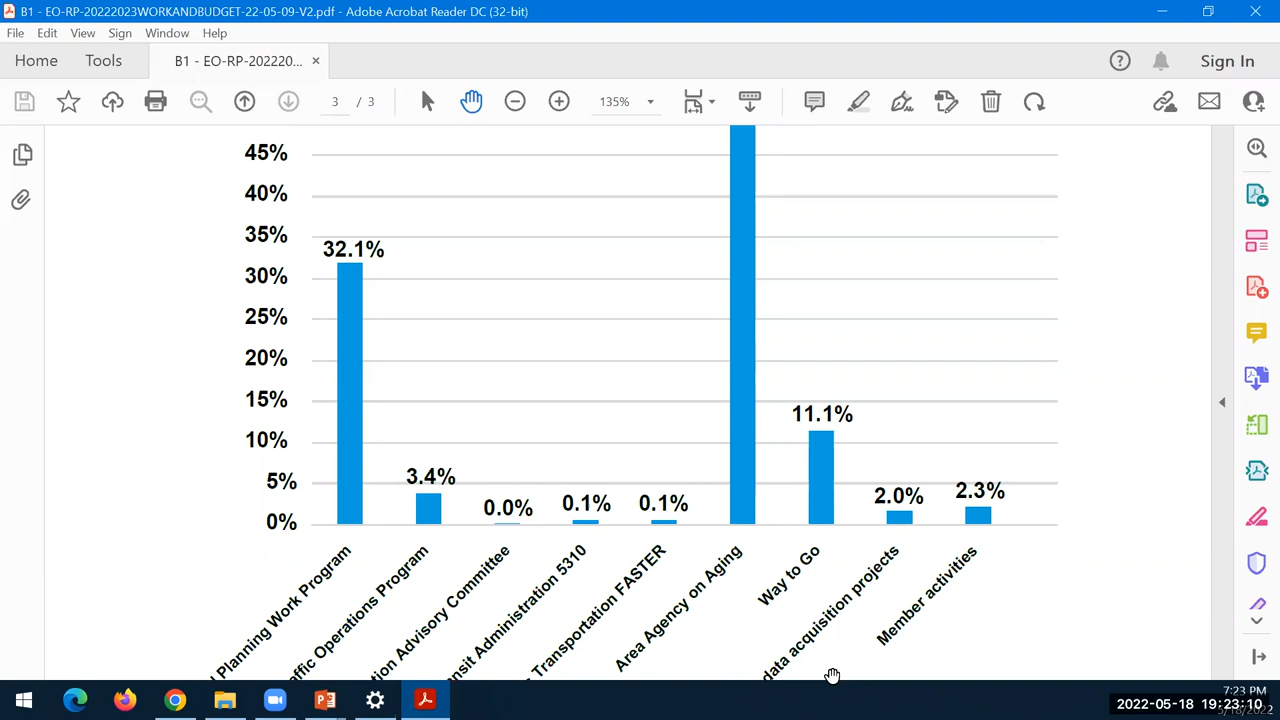 B1 - EO-RP-20222023WORKANDBUDGET-22-05-09-V2.pdf - Adobe Acrobat Reader DC (32-bit)
File Edit View Sign Window Help
Home Tools B1 - EO-RP-202220... × Sign In
3 / 3 135%
45%
40%
35%
32.1%
30%
25%
20%
15%
11.1%
10%
5%
3.4%
0.0%
0.1%
0.1%
2.0%
2.3%
0%
Planning Work Program
Operations Program
Advisory Committee
Administration 5310
Transportation FASTER
Area Agency on Aging
Way to Go
data acquisition projects
Member activities
7:23 PM
2022-05-18 19:23:10